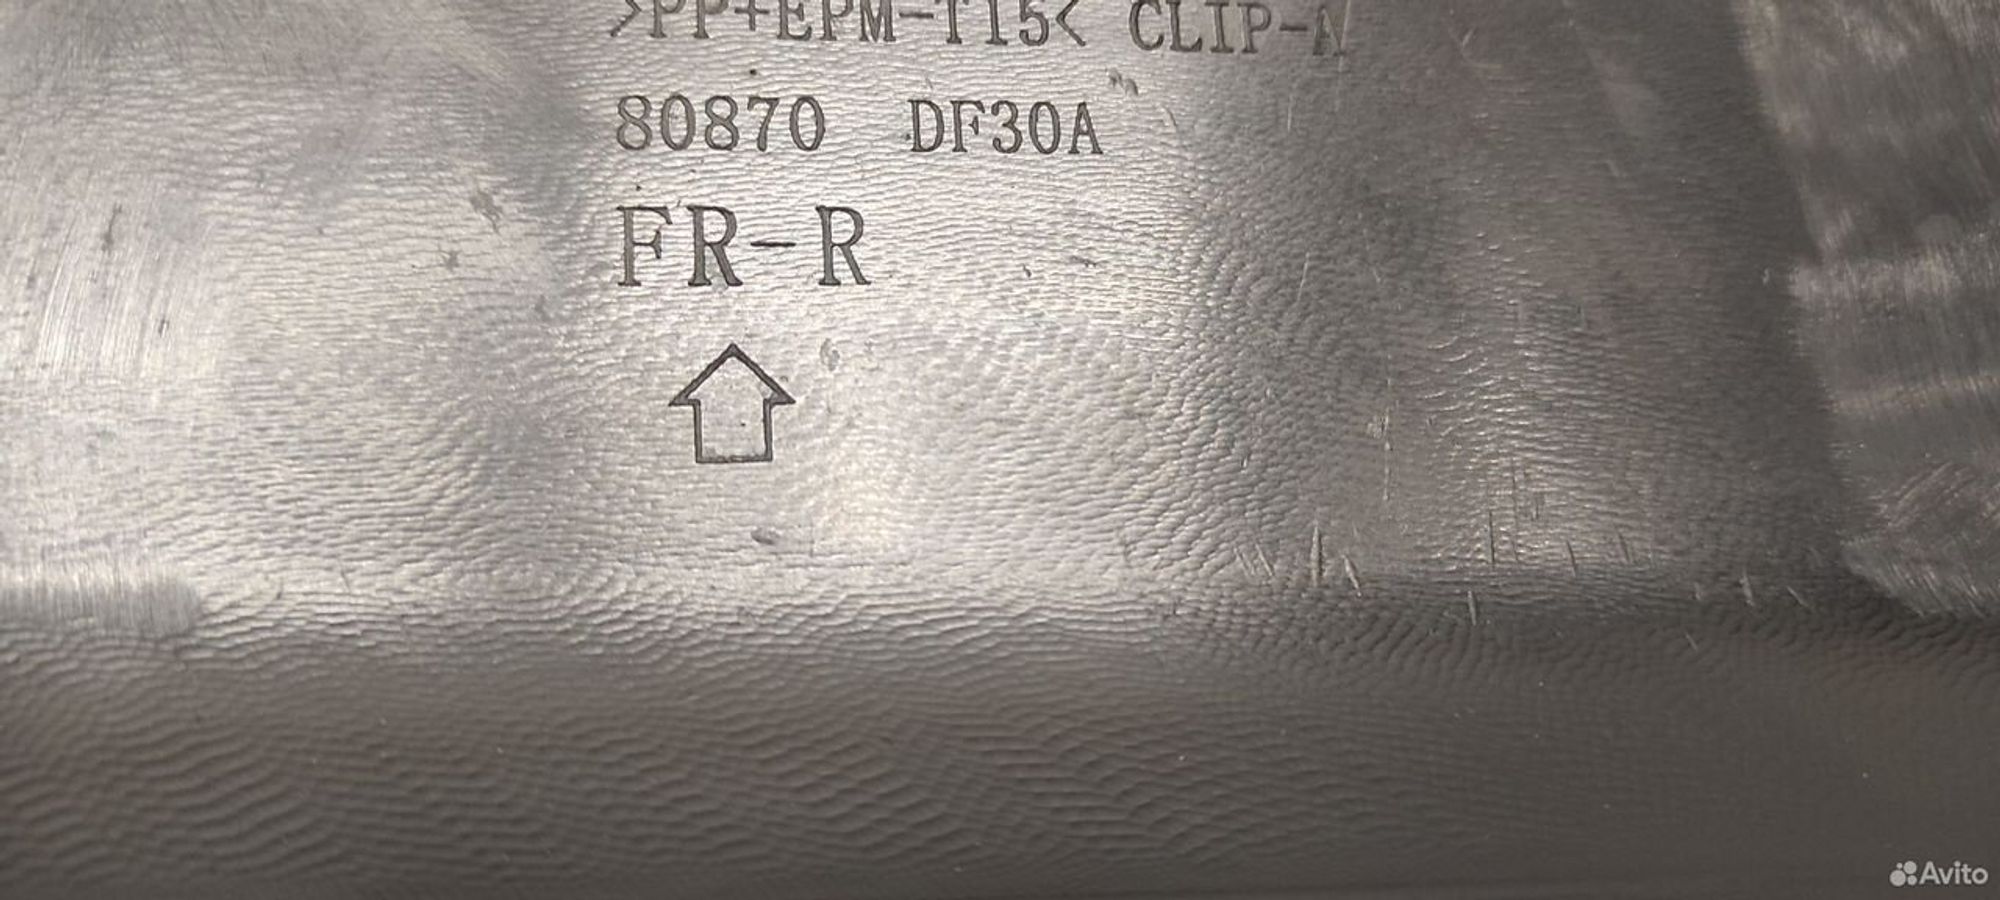 >PP+EPM-T15< CLIP-A
80870 DF30A
FR-R
Avito